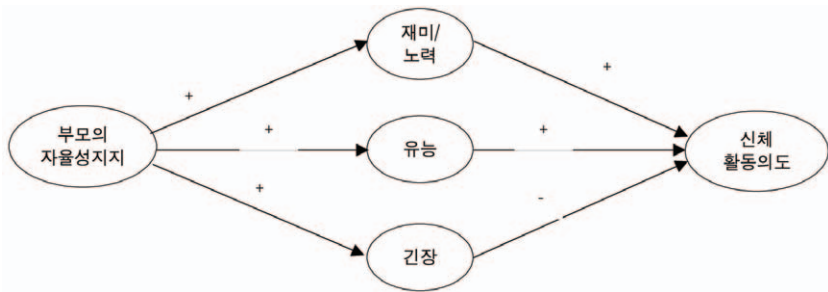 재미/
노력
+
+
부모의
자율성지지
+
유능
+
신체
활동의도
+
-
긴장